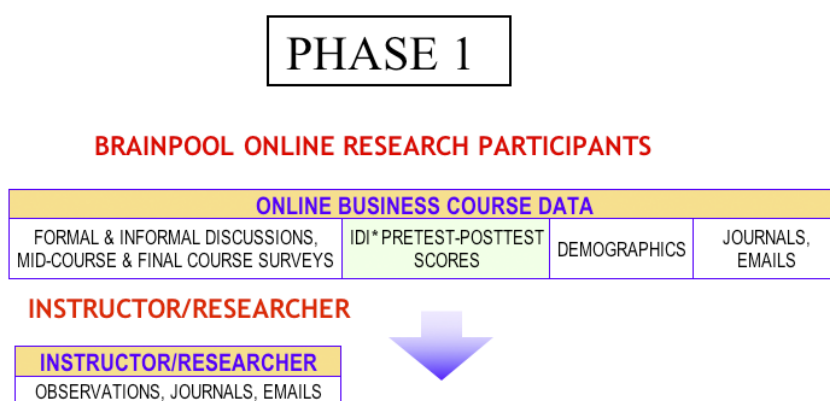 PHASE 1
BRAINPOOL ONLINE RESEARCH PARTICIPANTS
ONLINE BUSINESS COURSE DATA
FORMAL & INFORMAL DISCUSSIONS,
MID-COURSE & FINAL COURSE SURVEYS
IDI* PRETEST-POSTTEST
SCORES
DEMOGRAPHICS
JOURNALS,
EMAILS
INSTRUCTOR/RESEARCHER
INSTRUCTOR/RESEARCHER
OBSERVATIONS, JOURNALS, EMAILS